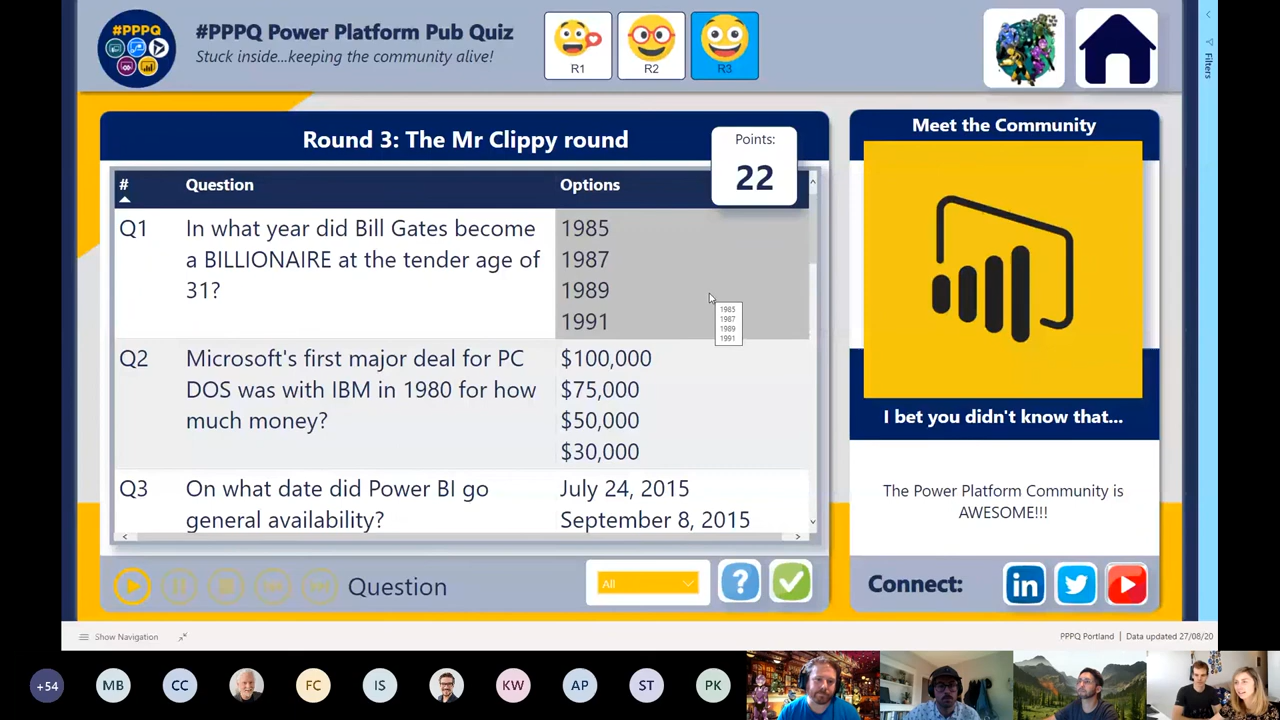 #PPPQ
#PPPQ Power Platform Pub Quiz
Stuck inside...keeping the community alive!
R1
R2
R3
Filters
Round 3: The Mr Clippy round
Points:
22
Meet the Community
# Question Options
Q1 In what year did Bill Gates become
a BILLIONAIRE at the tender age of
31?
1985
1987
1989
1991
1985
1987
1989
1991
Q2 Microsoft's first major deal for PC
DOS was with IBM in 1980 for how
much money?
$100,000
$75,000
$50,000
$30,000
Q3 On what date did Power BI go
general availability?
July 24, 2015
September 8, 2015
I bet you didn't know that...
The Power Platform Community is
AWESOME!!!
Question
All
?
Connect:
in
Show Navigation
PPPQ Portland | Data updated 27/08/20
+54
MB
CC
FC
IS
KW
AP
ST
PK